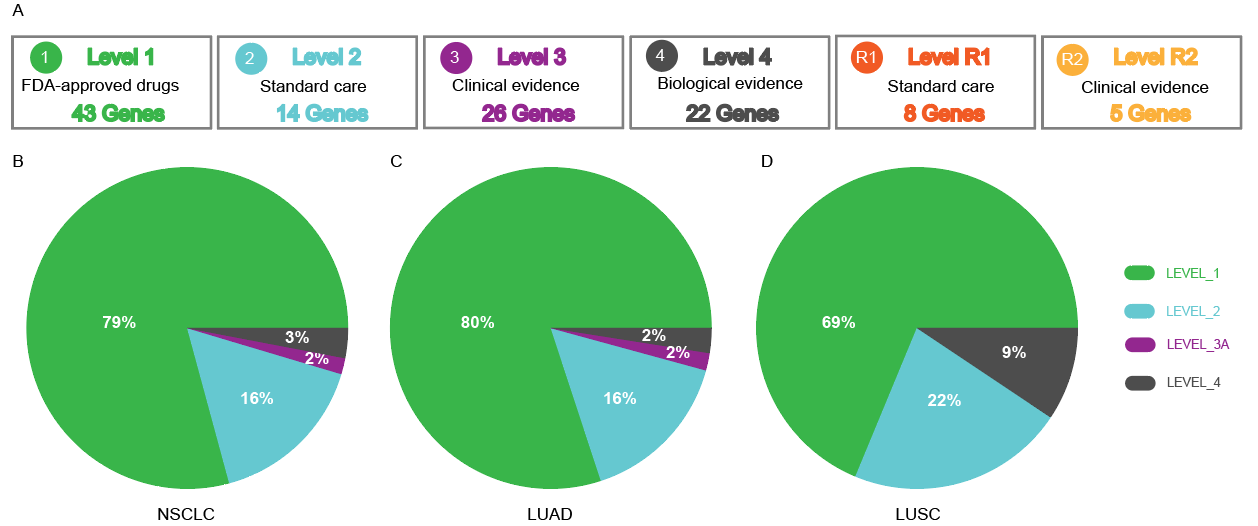 A
1 Level 1
FDA-approved drugs
43 Genes
2 Level 2
Standard care
14 Genes
3 Level 3
Clinical evidence
26 Genes
4 Level 4
Biological evidence
22 Genes
R1 Level R1
Standard care
8 Genes
R2 Level R2
Clinical evidence
5 Genes
B
79%
3%
2%
16%
NSCLC
C
80%
2%
2%
16%
LUAD
D
69%
9%
22%
LUSC
LEVEL_1
LEVEL_2
LEVEL_3A
LEVEL_4